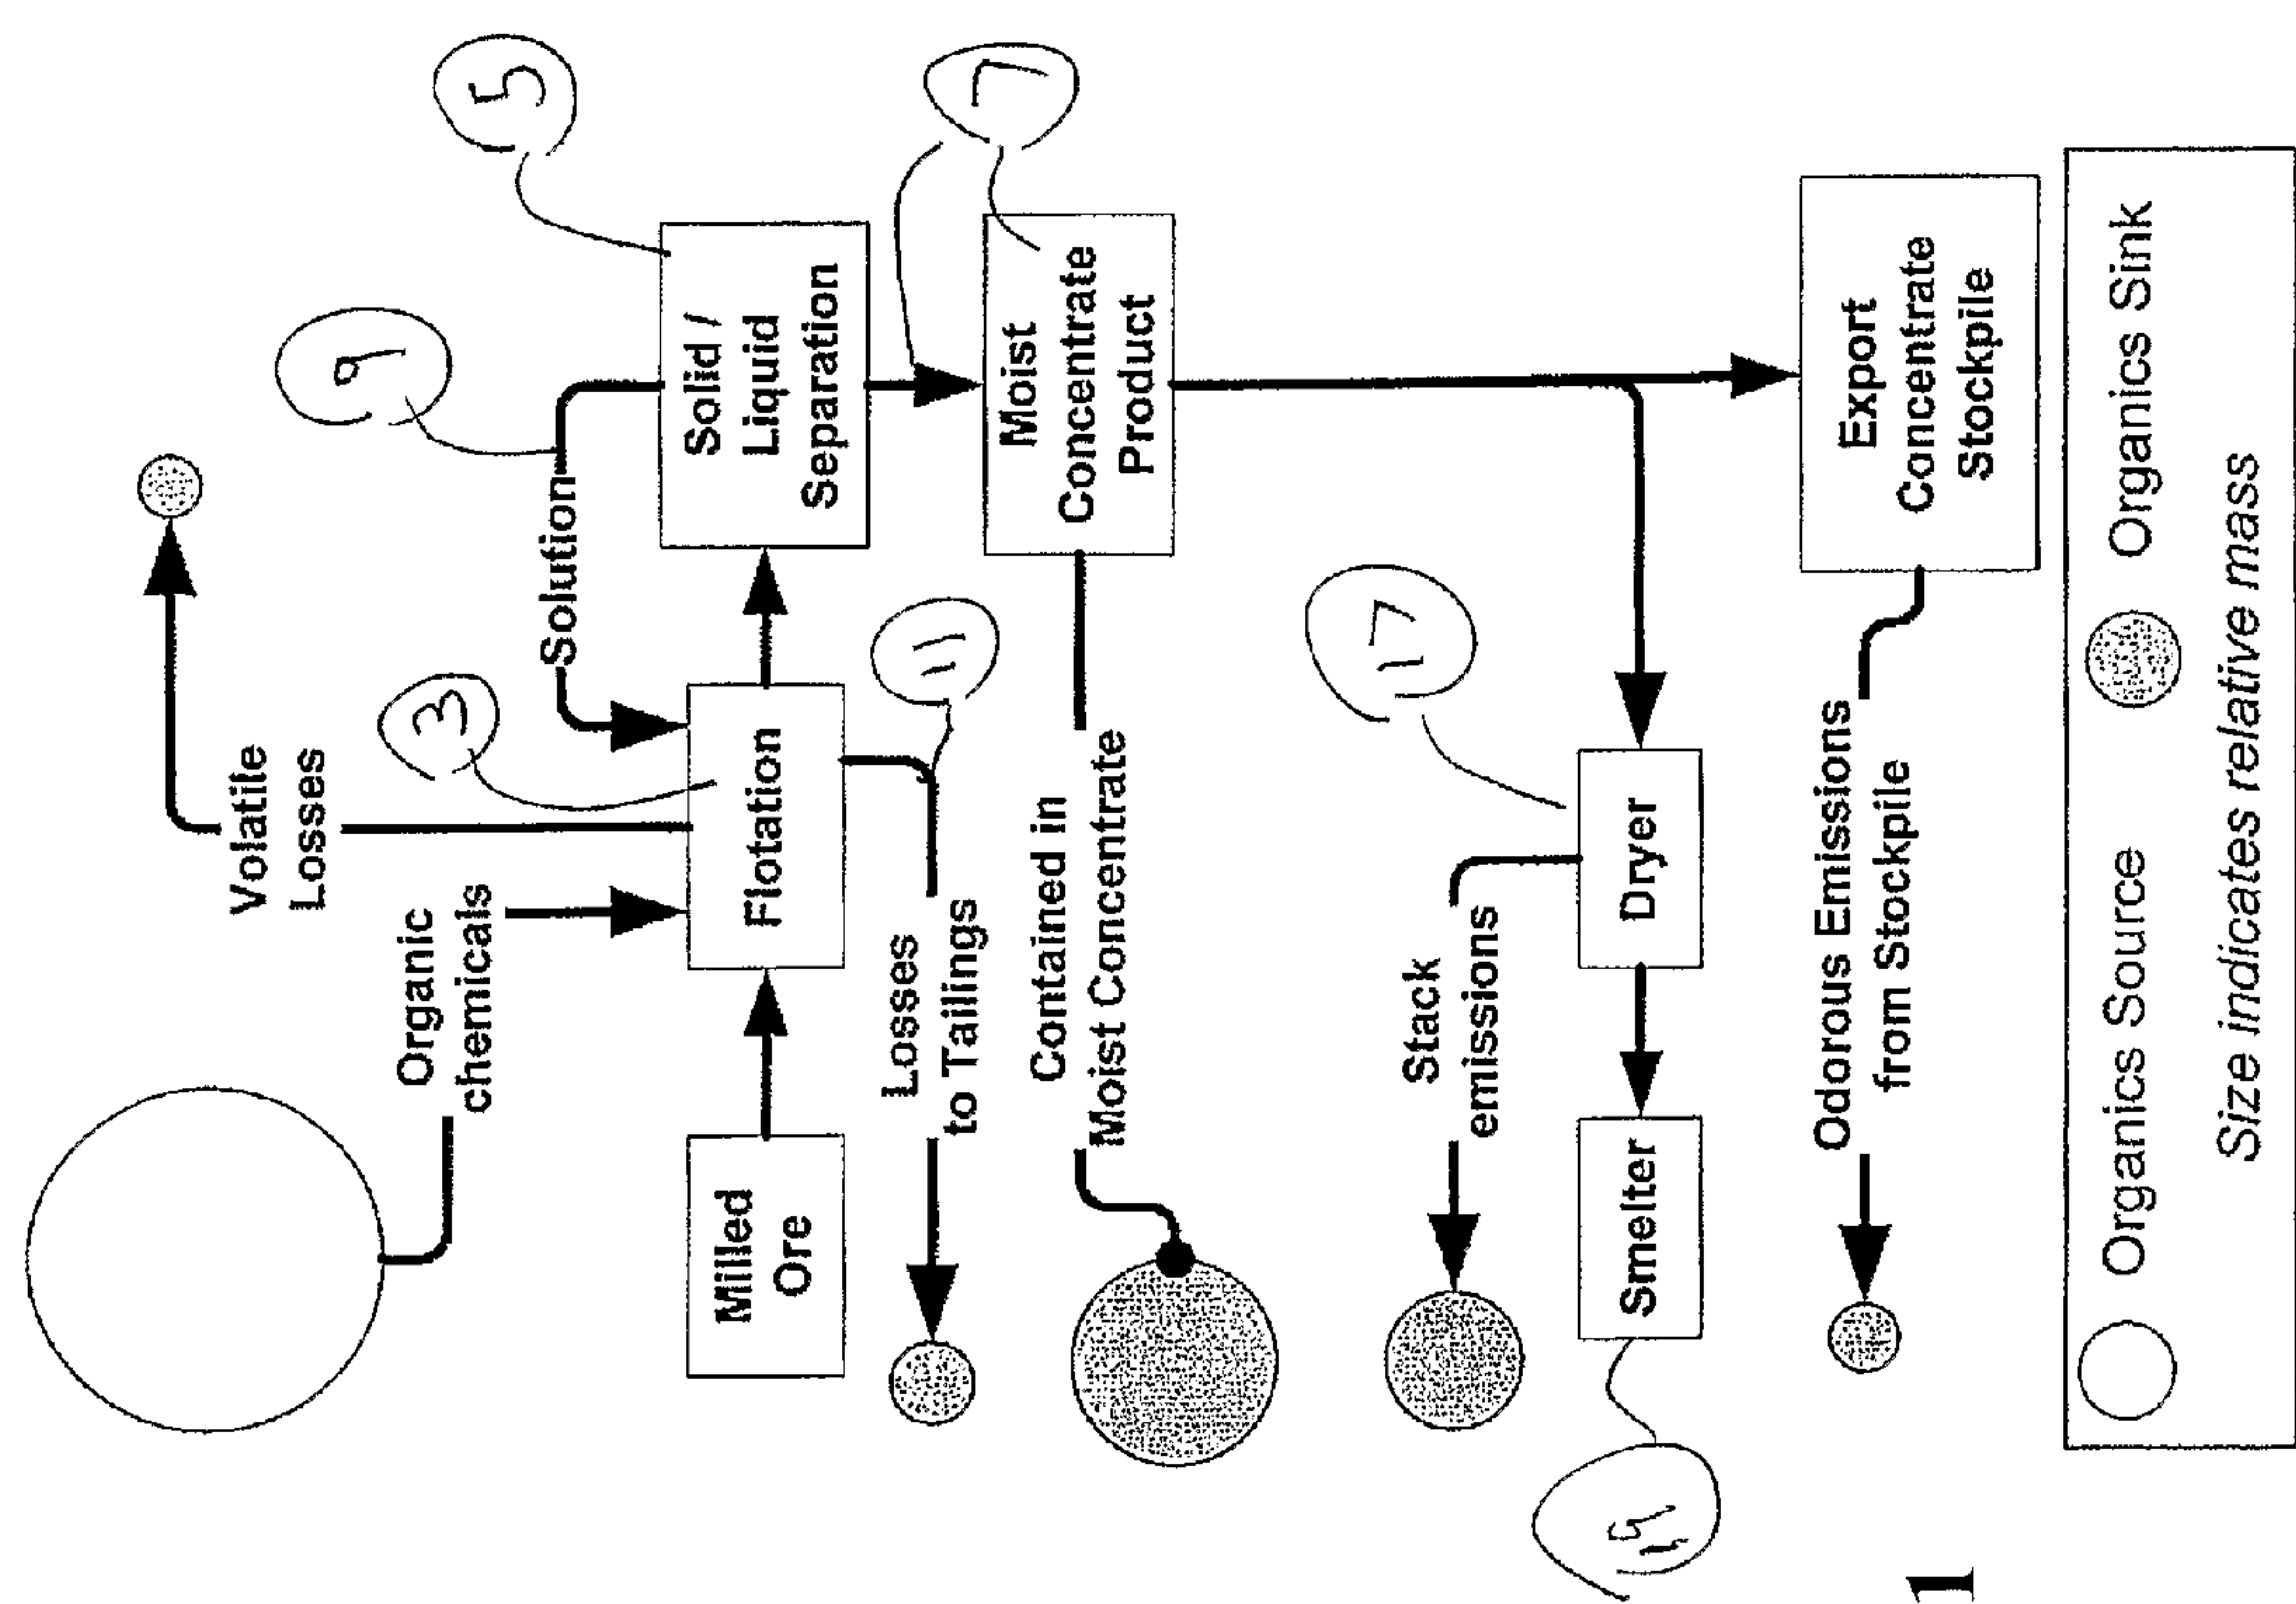 Volatile
Losses
9
Organic
chemicals
3
5
Solution
Milled
Ore
Flotation
Solid /
Liquid
Separation
11
Losses
to Tailings
7
Contained in
Moist Concentrate
Moist
Concentrate
Product
17
Stack
emissions
19
Smelter
Dryer
Odorous Emissions
from Stockpile
Export
Concentrate
Stockpile
1
Organics Source
Organics Sink
Size indicates relative mass